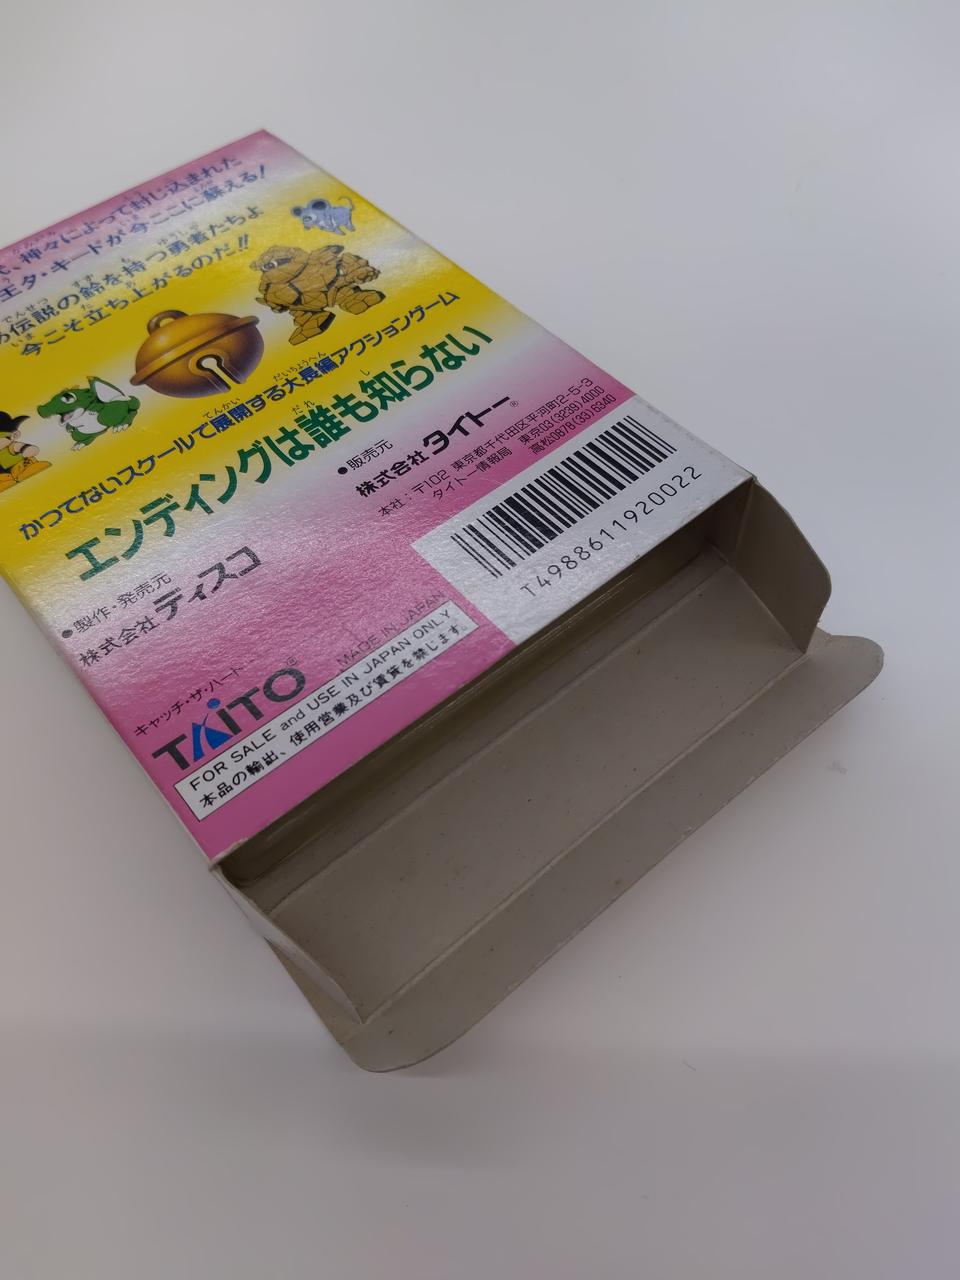 、神々によって封じ込まれた
王タ・キードが今ここに蘇える!
伝説の鈴を持つ勇者たちよ
今こそ立ち上がるのだ!!
かつてないスケールで展開する大長編アクションゲーム
エンディングは誰も知らない
●製作・発売元
株式会社 ディスコ
●販売元
株式会社 タイトー®
本社:〒102 東京都千代田区平河町2-5-3
タイトー情報局 東京03(3239)4000
高松0878(33)6340
T4988611920022
キャッチ・ザ・ハート
TAITO®
MADE IN JAPAN
FOR SALE and USE IN JAPAN ONLY
本品の輸出、使用営業及び賃貸を禁じます。